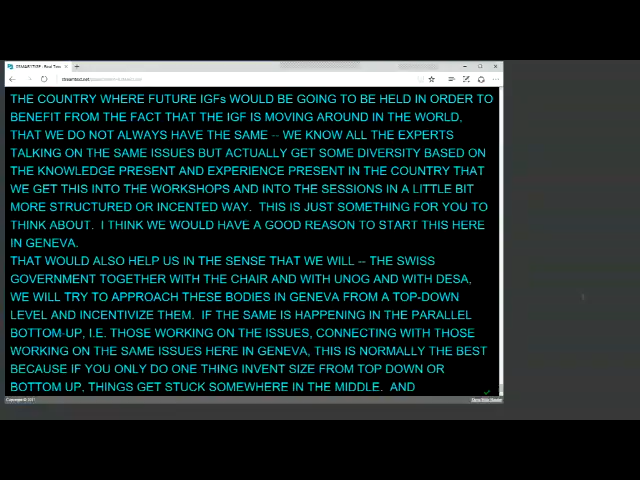 streamtext.net
THE COUNTRY WHERE FUTURE IGFs WOULD BE GOING TO BE HELD IN ORDER TO
BENEFIT FROM THE FACT THAT THE IGF IS MOVING AROUND IN THE WORLD,
THAT WE DO NOT ALWAYS HAVE THE SAME -- WE KNOW ALL THE EXPERTS
TALKING ON THE SAME ISSUES BUT ACTUALLY GET SOME DIVERSITY BASED ON
THE KNOWLEDGE PRESENT AND EXPERIENCE PRESENT IN THE COUNTRY THAT
WE GET THIS INTO THE WORKSHOPS AND INTO THE SESSIONS IN A LITTLE BIT
MORE STRUCTURED OR INCENTED WAY.  THIS IS JUST SOMETHING FOR YOU TO
THINK ABOUT.  I THINK WE WOULD HAVE A GOOD REASON TO START THIS HERE
IN GENEVA.
THAT WOULD ALSO HELP US IN THE SENSE THAT WE WILL -- THE SWISS
GOVERNMENT TOGETHER WITH THE CHAIR AND WITH UNOG AND WITH DESA,
WE WILL TRY TO APPROACH THESE BODIES IN GENEVA FROM A TOP-DOWN
LEVEL AND INCENTIVIZE THEM.  IF THE SAME IS HAPPENING IN THE PARALLEL
BOTTOM-UP, I.E. THOSE WORKING ON THE ISSUES, CONNECTING WITH THOSE
WORKING ON THE SAME ISSUES HERE IN GENEVA, THIS IS NORMALLY THE BEST
BECAUSE IF YOU ONLY DO ONE THING INVENT SIZE FROM TOP DOWN OR
BOTTOM UP, THINGS GET STUCK SOMEWHERE IN THE MIDDLE.  AND